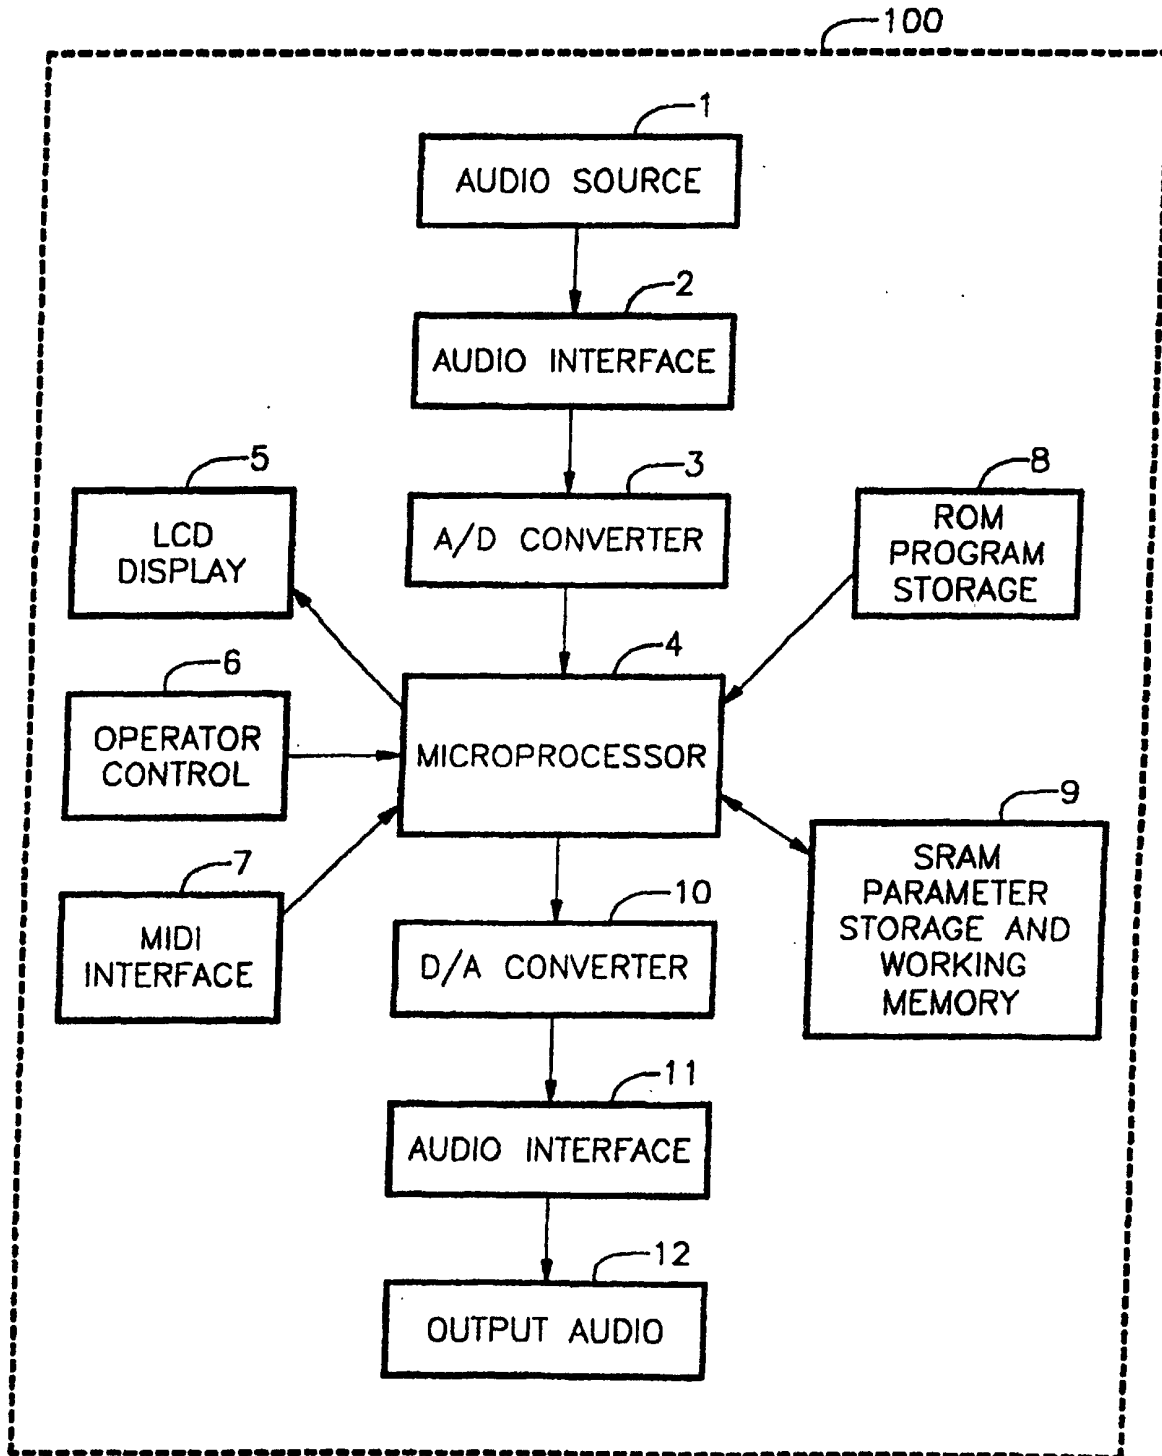 100
1
AUDIO SOURCE
2
AUDIO INTERFACE
3
A/D CONVERTER
5
LCD
DISPLAY
8
ROM
PROGRAM
STORAGE
4
MICROPROCESSOR
6
OPERATOR
CONTROL
7
MIDI
INTERFACE
9
SRAM
PARAMETER
STORAGE AND
WORKING
MEMORY
10
D/A CONVERTER
11
AUDIO INTERFACE
12
OUTPUT AUDIO